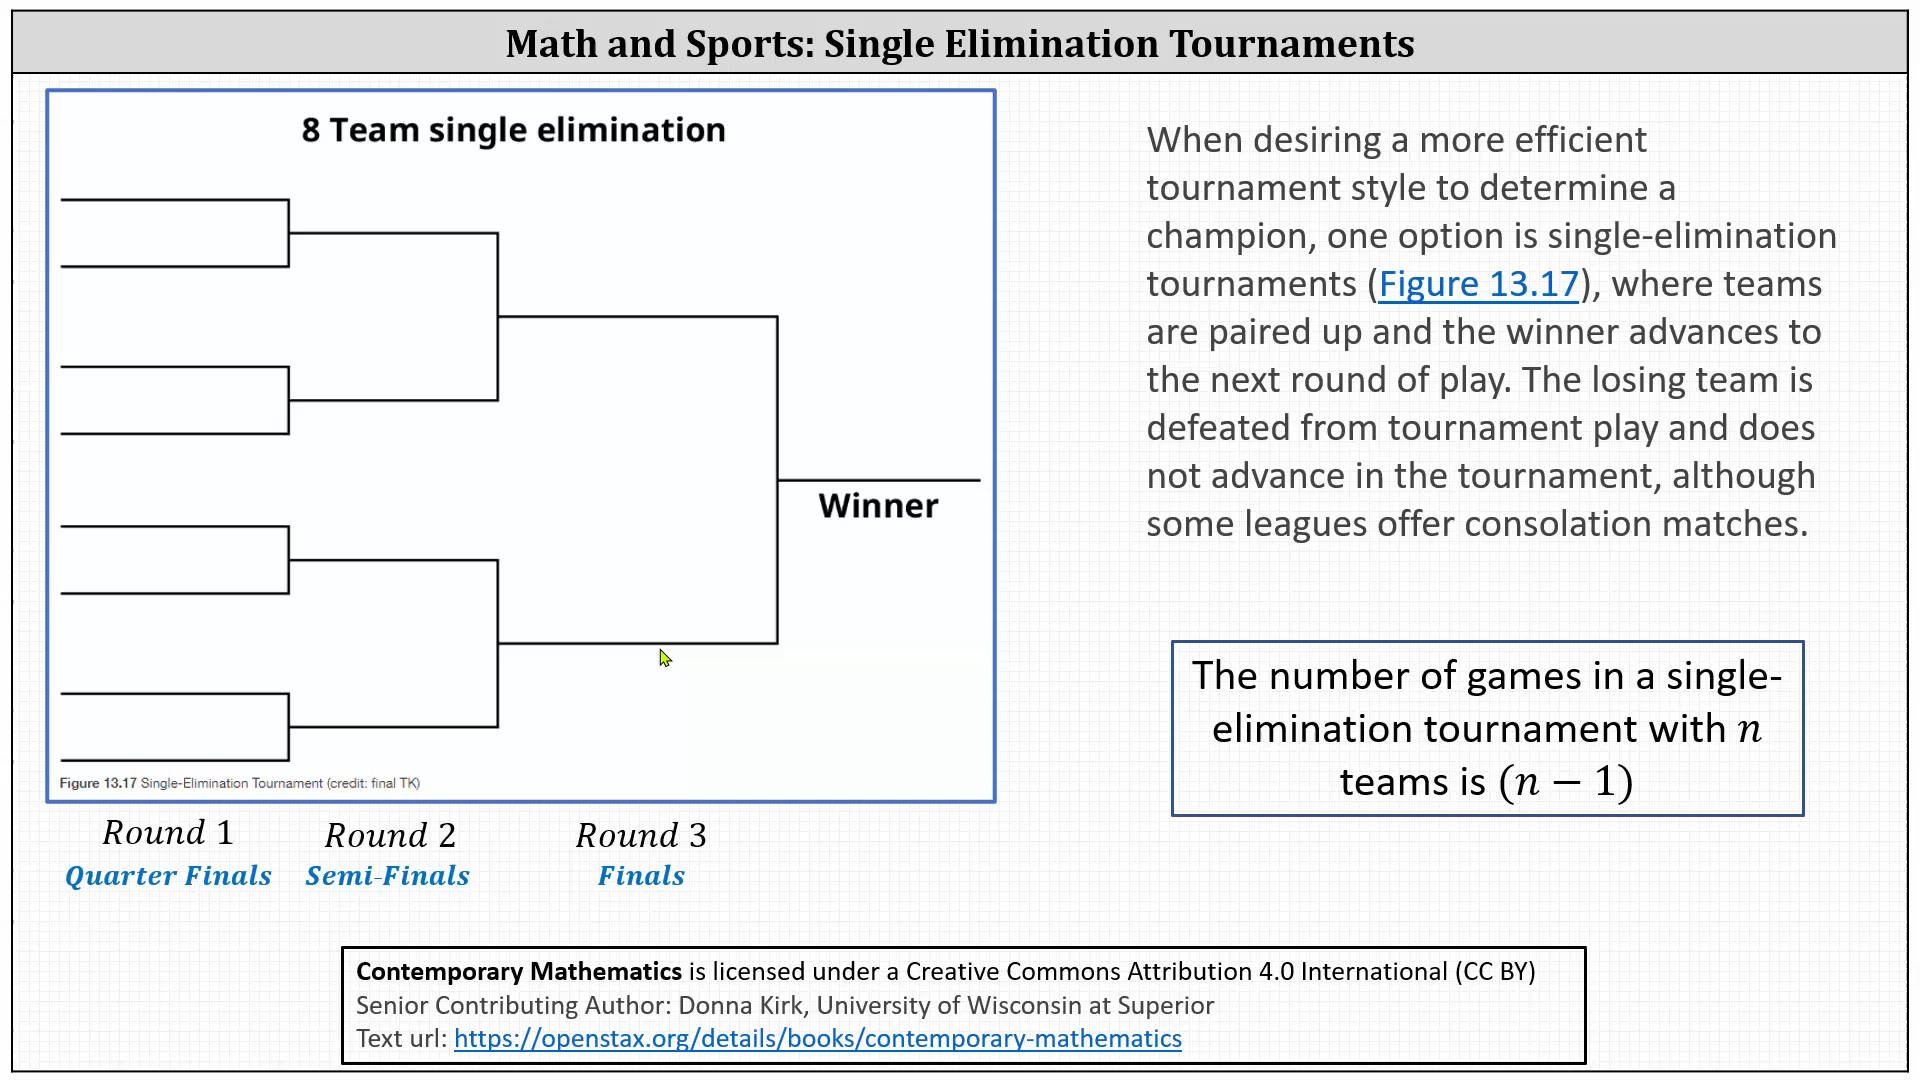 Math and Sports: Single Elimination Tournaments
8 Team single elimination
Winner
Figure 13.17 Single-Elimination Tournament (credit: final TK)
Round 1
Quarter Finals
Round 2
Semi-Finals
Round 3
Finals
When desiring a more efficient
tournament style to determine a
champion, one option is single-elimination
tournaments (Figure 13.17), where teams
are paired up and the winner advances to
the next round of play. The losing team is
defeated from tournament play and does
not advance in the tournament, although
some leagues offer consolation matches.
The number of games in a single-
elimination tournament with n
teams is (n − 1)
Contemporary Mathematics is licensed under a Creative Commons Attribution 4.0 International (CC BY)
Senior Contributing Author: Donna Kirk, University of Wisconsin at Superior
Text url: https://openstax.org/details/books/contemporary-mathematics